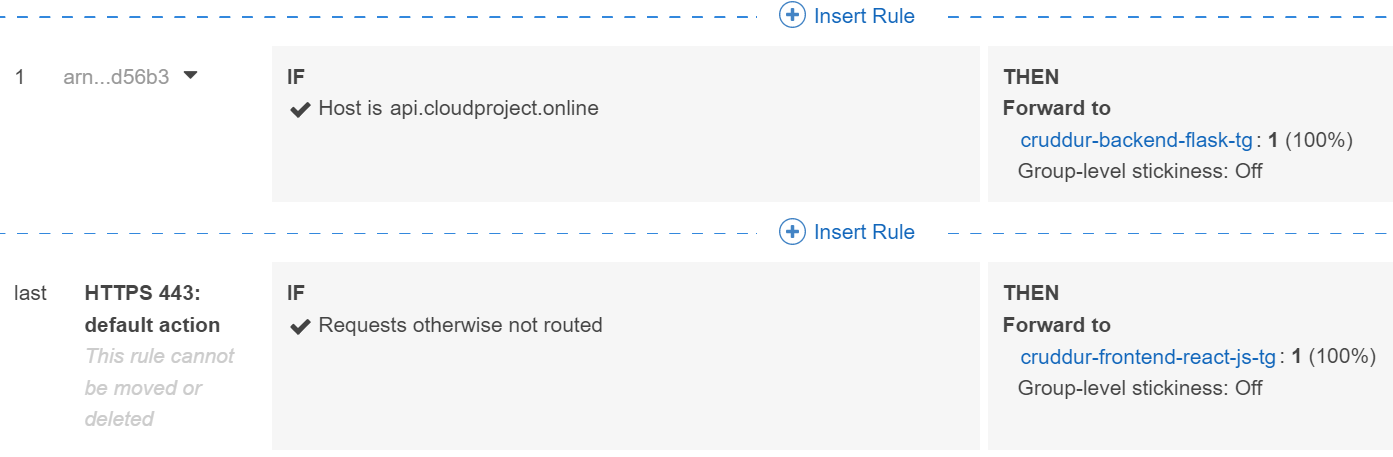 Insert Rule
1 arn...d56b3
IF
Host is api.cloudproject.online
THEN
Forward to
cruddur-backend-flask-tg: 1 (100%)
Group-level stickiness: Off
Insert Rule
last
HTTPS 443:
default action
This rule cannot
be moved or
deleted
IF
Requests otherwise not routed
THEN
Forward to
cruddur-frontend-react-js-tg: 1 (100%)
Group-level stickiness: Off